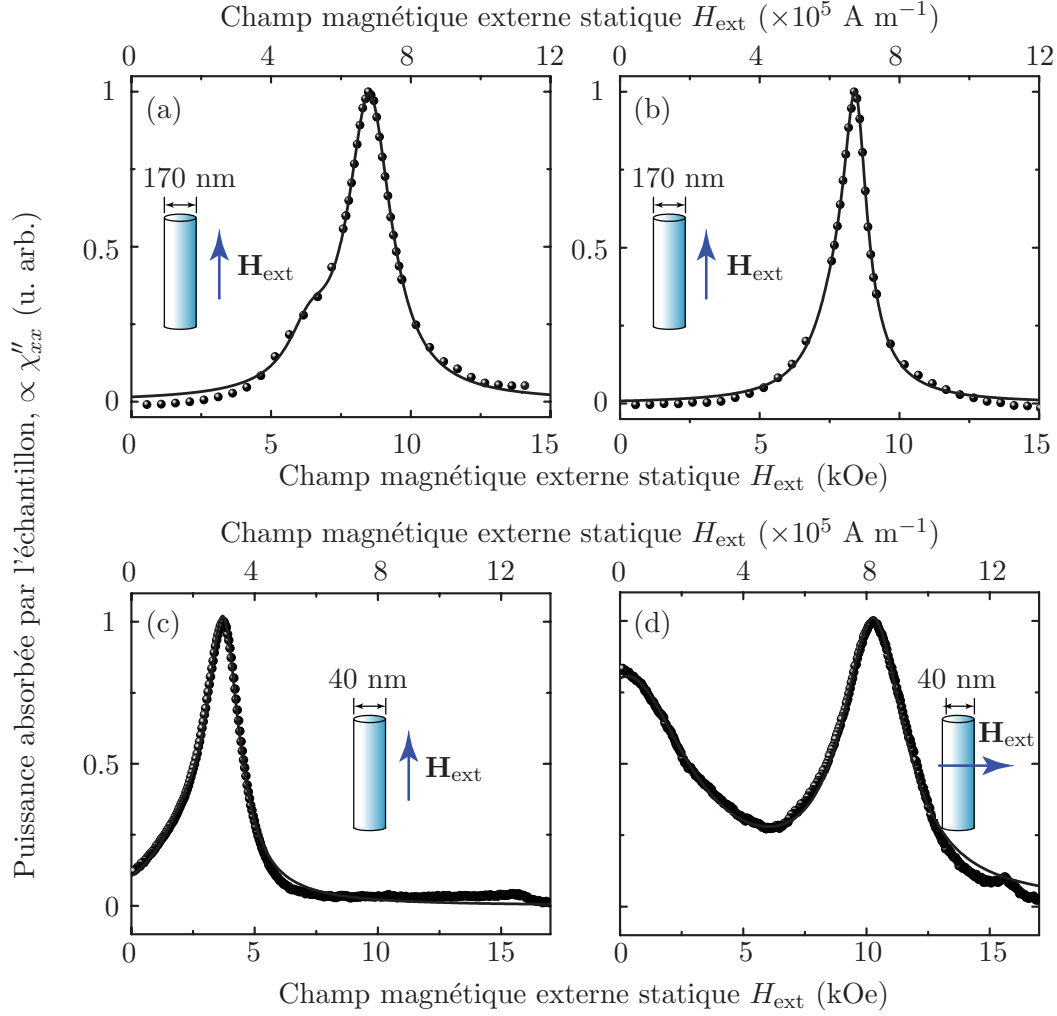 Champ magnétique externe statique H_ext (×10⁵ A m⁻¹)
0 4 8 12 0 4 8 12
1 (a) 1 (b)
170 nm 170 nm
0.5 H_ext 0.5 H_ext
0 0
0 5 10 15 0 5 10 15
Champ magnétique externe statique H_ext (kOe)
Puissance absorbée par l'échantillon, ∝ χ″_xx (u. arb.)
Champ magnétique externe statique H_ext (×10⁵ A m⁻¹)
0 4 8 12 0 4 8 12
1 (c) (d)
40 nm 40 nm
H_ext H_ext
0.5
0
0 5 10 15 0 5 10 15
Champ magnétique externe statique H_ext (kOe)